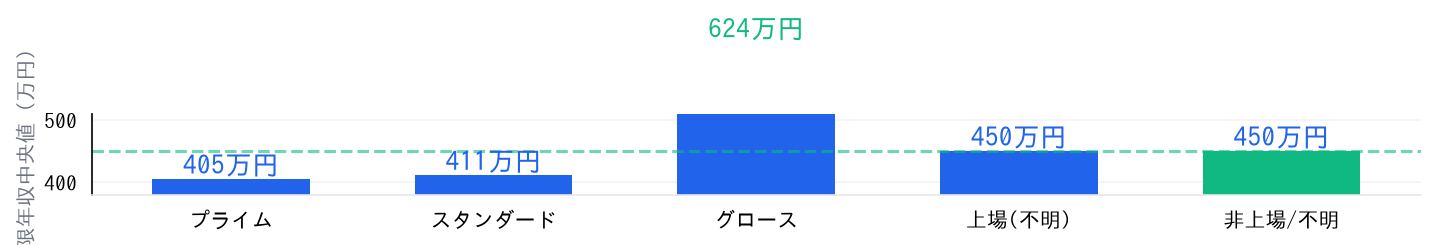 624万円
限年収中央値（万円）
500
400
405万円
411万円
450万円
450万円
プライム
スタンダード
グロース
上場(不明)
非上場/不明